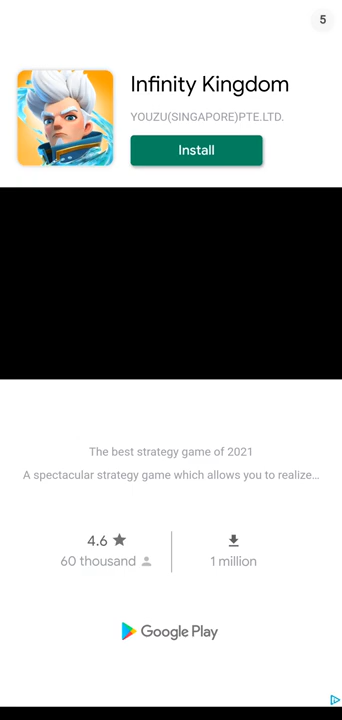 5
Infinity Kingdom
YOUZU(SINGAPORE)PTE.LTD.
Install
The best strategy game of 2021
A spectacular strategy game which allows you to realize…
4.6
60 thousand
1 million
Google Play